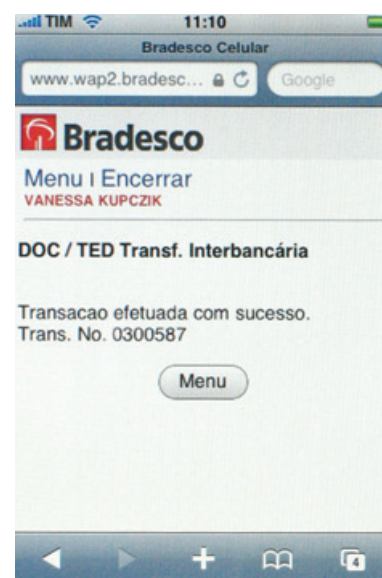 TIM 11:10
Bradesco Celular
www.wap2.bradesc... Google
Bradesco
Menu | Encerrar
VANESSA KUPCZIK
DOC / TED Transf. Interbancária
Transacao efetuada com sucesso.
Trans. No. 0300587
Menu
4